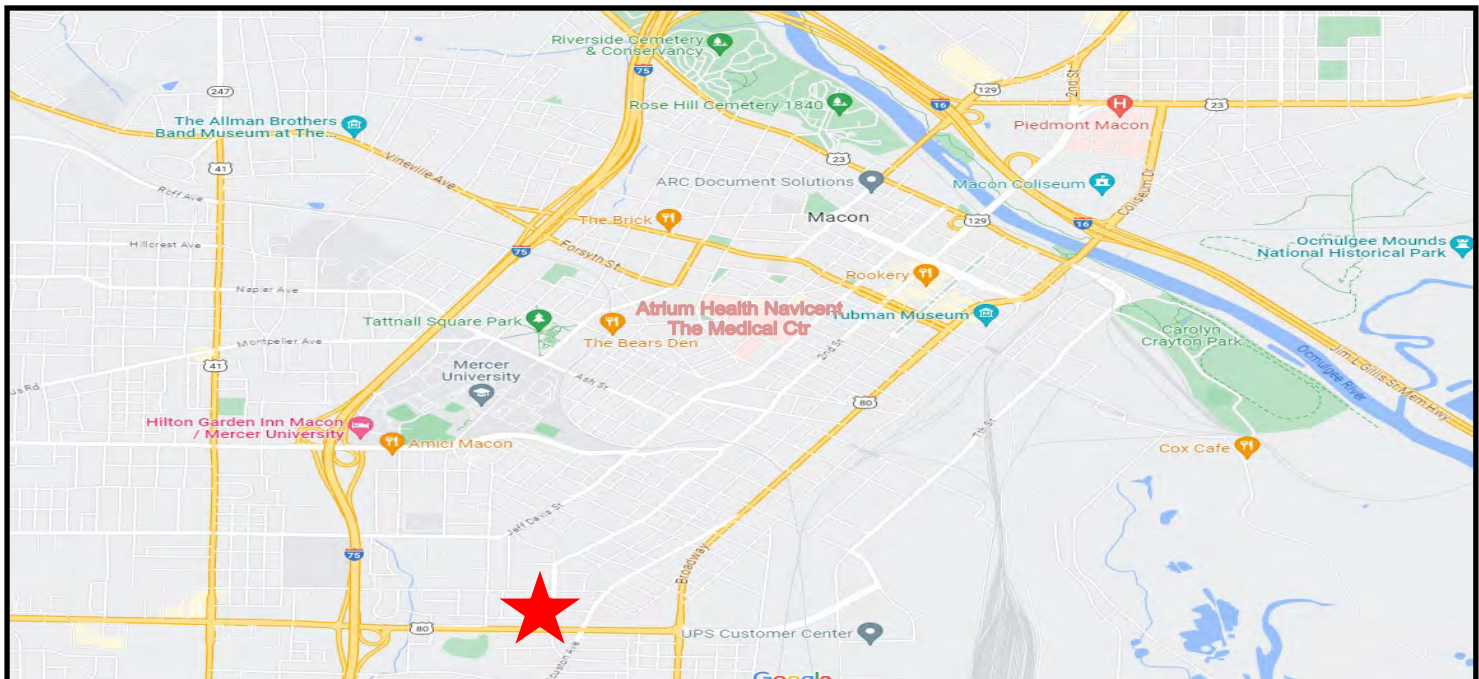 Riverside Cemetery
& Conservancy
75
247
129
2nd St
16
23
Rose Hill Cemetery 1840
Piedmont Macon
The Allman Brothers
Band Museum at The...
Vineville Ave
23
41
ARC Document Solutions
Macon Coliseum
Coliseum Dr
Roff Ave
The Brick
Macon
129
16
Hillcrest Ave
75
Forsyth St
Ocmulgee Mounds
National Historical Park
Rookery
Napier Ave
Atrium Health Navicent
The Medical Ctr
Tubman Museum
Tattnall Square Park
The Bears Den
Carolyn
Crayton Park
Montpelier Ave
2nd St
Ocmulgee River
Jim L Gillis Sr Mem Hwy
41
Mercer
University
Ash St
80
7th St
Hilton Garden Inn Macon
/ Mercer University
Amici Macon
Cox Cafe
Jeff Davis St
75
Broadway
80
UPS Customer Center
Google